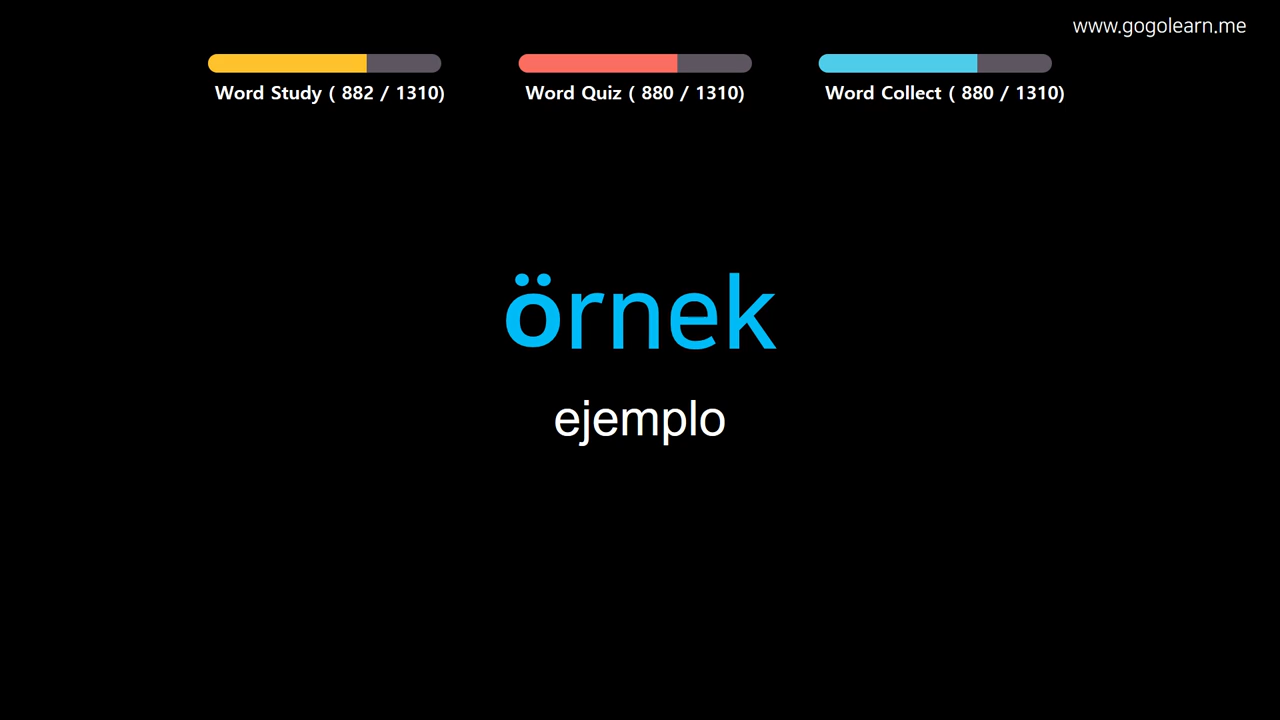 www.gogolearn.me
Word Study ( 882 / 1310)
Word Quiz ( 880 / 1310)
Word Collect ( 880 / 1310)
örnek
ejemplo